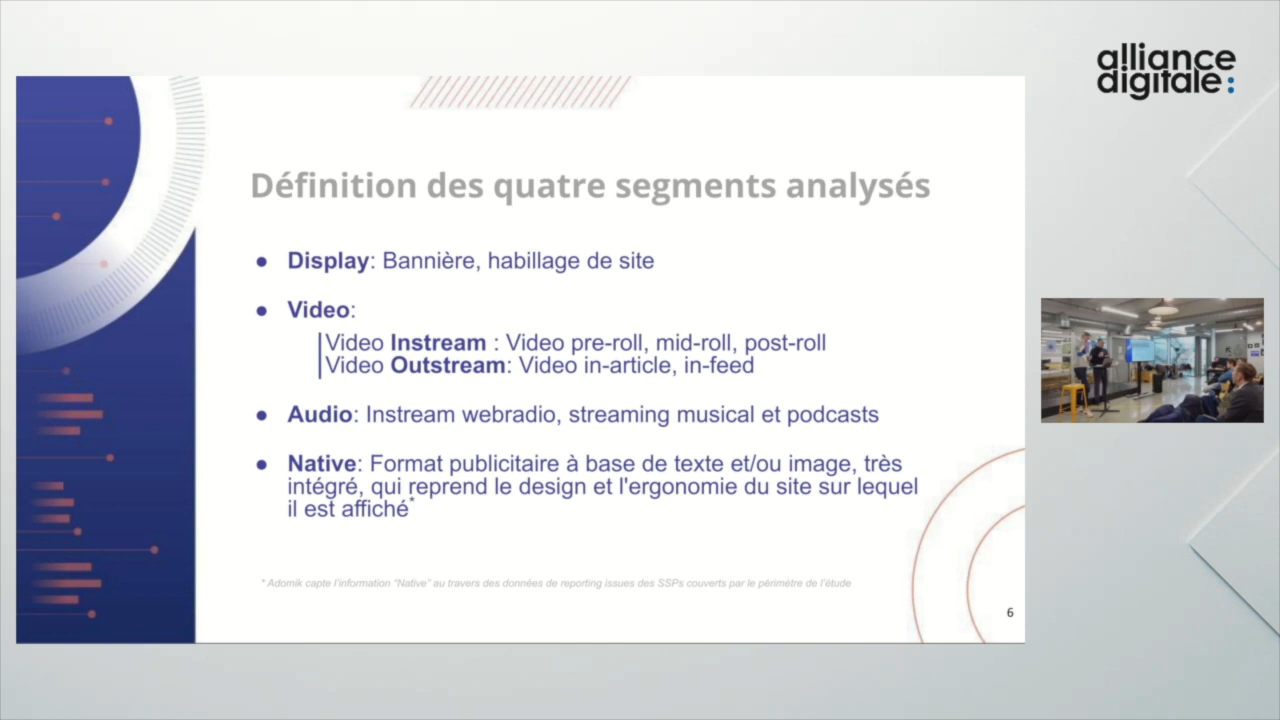 alliance
digitale:
Définition des quatre segments analysés
● Display: Bannière, habillage de site
● Video:
Video Instream : Video pre-roll, mid-roll, post-roll
Video Outstream: Video in-article, in-feed
● Audio: Instream webradio, streaming musical et podcasts
● Native: Format publicitaire à base de texte et/ou image, très
intégré, qui reprend le design et l'ergonomie du site sur lequel
il est affiché*
* Adomik capte l'information "Native" au travers des données de reporting issues des SSPs couverts par le périmètre de l'étude
6